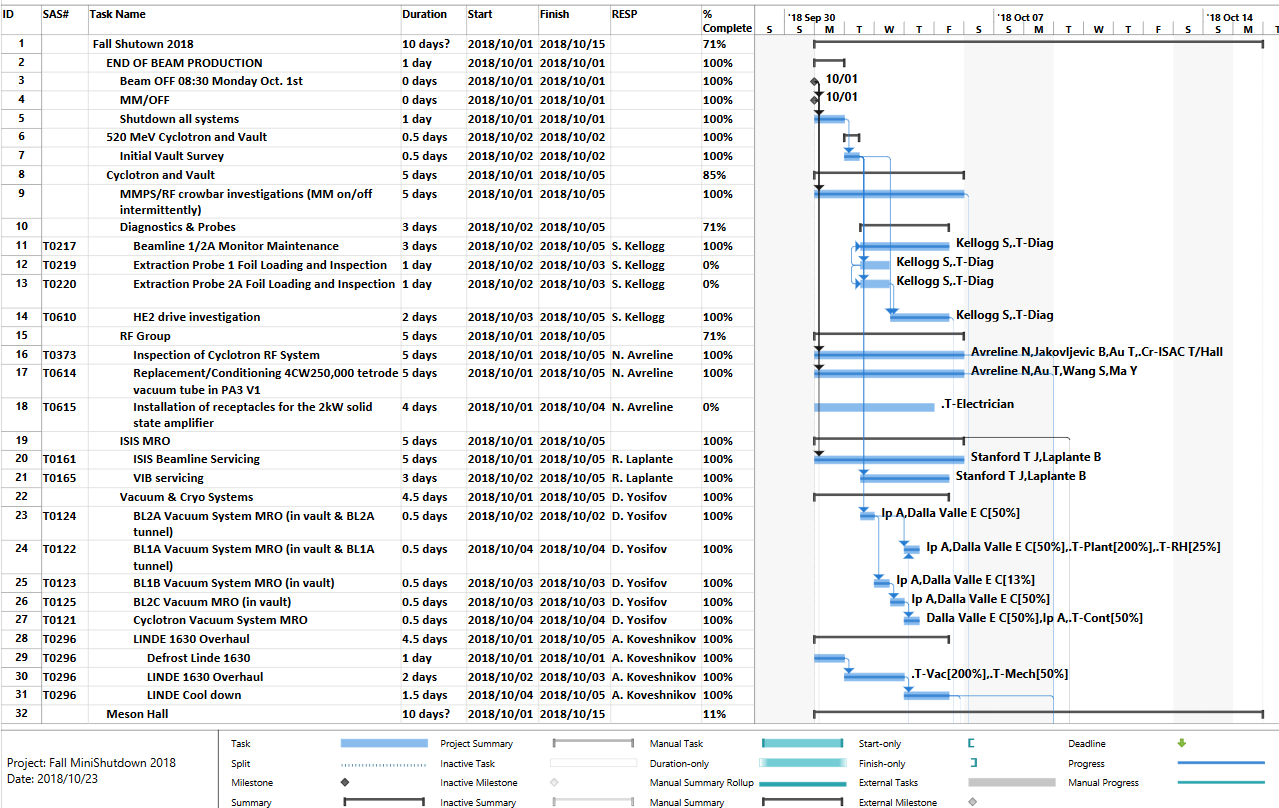 ID SAS# Task Name Duration Start Finish RESP % Complete
'18 Sep 30 '18 Oct 07 '18 Oct 14
S S M T W T F S S M T W T F S S M T
1 Fall Shutown 2018 10 days? 2018/10/01 2018/10/15 71%
2 END OF BEAM PRODUCTION 1 day 2018/10/01 2018/10/01 100%
3 Beam OFF 08:30 Monday Oct. 1st 0 days 2018/10/01 2018/10/01 100% 10/01
4 MM/OFF 0 days 2018/10/01 2018/10/01 100% 10/01
5 Shutdown all systems 1 day 2018/10/01 2018/10/01 100%
6 520 MeV Cyclotron and Vault 0.5 days 2018/10/02 2018/10/02 100%
7 Initial Vault Survey 0.5 days 2018/10/02 2018/10/02 100%
8 Cyclotron and Vault 5 days 2018/10/01 2018/10/05 85%
9 MMPS/RF crowbar investigations (MM on/off 5 days 2018/10/01 2018/10/05 100%
intermittently)
10 Diagnostics & Probes 3 days 2018/10/02 2018/10/05 71%
11 T0217 Beamline 1/2A Monitor Maintenance 3 days 2018/10/02 2018/10/05 S. Kellogg 100% Kellogg S,.T-Diag
12 T0219 Extraction Probe 1 Foil Loading and Inspection 1 day 2018/10/02 2018/10/03 S. Kellogg 0% Kellogg S,.T-Diag
13 T0220 Extraction Probe 2A Foil Loading and Inspection 1 day 2018/10/02 2018/10/03 S. Kellogg 0% Kellogg S,.T-Diag
14 T0610 HE2 drive investigation 2 days 2018/10/03 2018/10/05 S. Kellogg 100% Kellogg S,.T-Diag
15 RF Group 5 days 2018/10/01 2018/10/05 71%
16 T0373 Inspection of Cyclotron RF System 5 days 2018/10/01 2018/10/05 N. Avreline 100% Avreline N,Jakovljevic B,Au T,.Cr-ISAC T/Hall
17 T0614 Replacement/Conditioning 4CW250,000 tetrode 5 days 2018/10/01 2018/10/05 N. Avreline 100% Avreline N,Au T,Wang S,Ma Y
vacuum tube in PA3 V1
18 T0615 Installation of receptacles for the 2kW solid 4 days 2018/10/01 2018/10/04 N. Avreline 0% .T-Electrician
state amplifier
19 ISIS MRO 5 days 2018/10/01 2018/10/05 100%
20 T0161 ISIS Beamline Servicing 5 days 2018/10/01 2018/10/05 R. Laplante 100% Stanford T J,Laplante B
21 T0165 VIB servicing 3 days 2018/10/02 2018/10/05 R. Laplante 100% Stanford T J,Laplante B
22 Vacuum & Cryo Systems 4.5 days 2018/10/01 2018/10/05 D. Yosifov 100%
23 T0124 BL2A Vacuum System MRO (in vault & BL2A 0.5 days 2018/10/02 2018/10/02 D. Yosifov 100% Ip A,Dalla Valle E C[50%]
tunnel)
24 T0122 BL1A Vacuum System MRO (in vault & BL1A 0.5 days 2018/10/04 2018/10/04 D. Yosifov 100% Ip A,Dalla Valle E C[50%],.T-Plant[200%],.T-RH[25%]
tunnel)
25 T0123 BL1B Vacuum System MRO (in vault) 0.5 days 2018/10/03 2018/10/03 D. Yosifov 100% Ip A,Dalla Valle E C[13%]
26 T0125 BL2C Vacuum MRO (in vault) 0.5 days 2018/10/03 2018/10/03 D. Yosifov 100% Ip A,Dalla Valle E C[50%]
27 T0121 Cyclotron Vacuum System MRO 0.5 days 2018/10/04 2018/10/04 D. Yosifov 100% Dalla Valle E C[50%],Ip A,.T-Cont[50%]
28 T0296 LINDE 1630 Overhaul 4.5 days 2018/10/01 2018/10/05 A. Koveshnikov 100%
29 T0296 Defrost Linde 1630 1 day 2018/10/01 2018/10/01 A. Koveshnikov 100%
30 T0296 LINDE 1630 Overhaul 2 days 2018/10/02 2018/10/03 A. Koveshnikov 100% .T-Vac[200%],.T-Mech[50%]
31 T0296 LINDE Cool down 1.5 days 2018/10/04 2018/10/05 A. Koveshnikov 100%
32 Meson Hall 10 days? 2018/10/01 2018/10/15 11%
Project: Fall MiniShutdown 2018
Date: 2018/10/23
Task Project Summary Manual Task Start-only Deadline
Split Inactive Task Duration-only Finish-only Progress
Milestone Inactive Milestone Manual Summary Rollup External Tasks Manual Progress
Summary Inactive Summary Manual Summary External Milestone